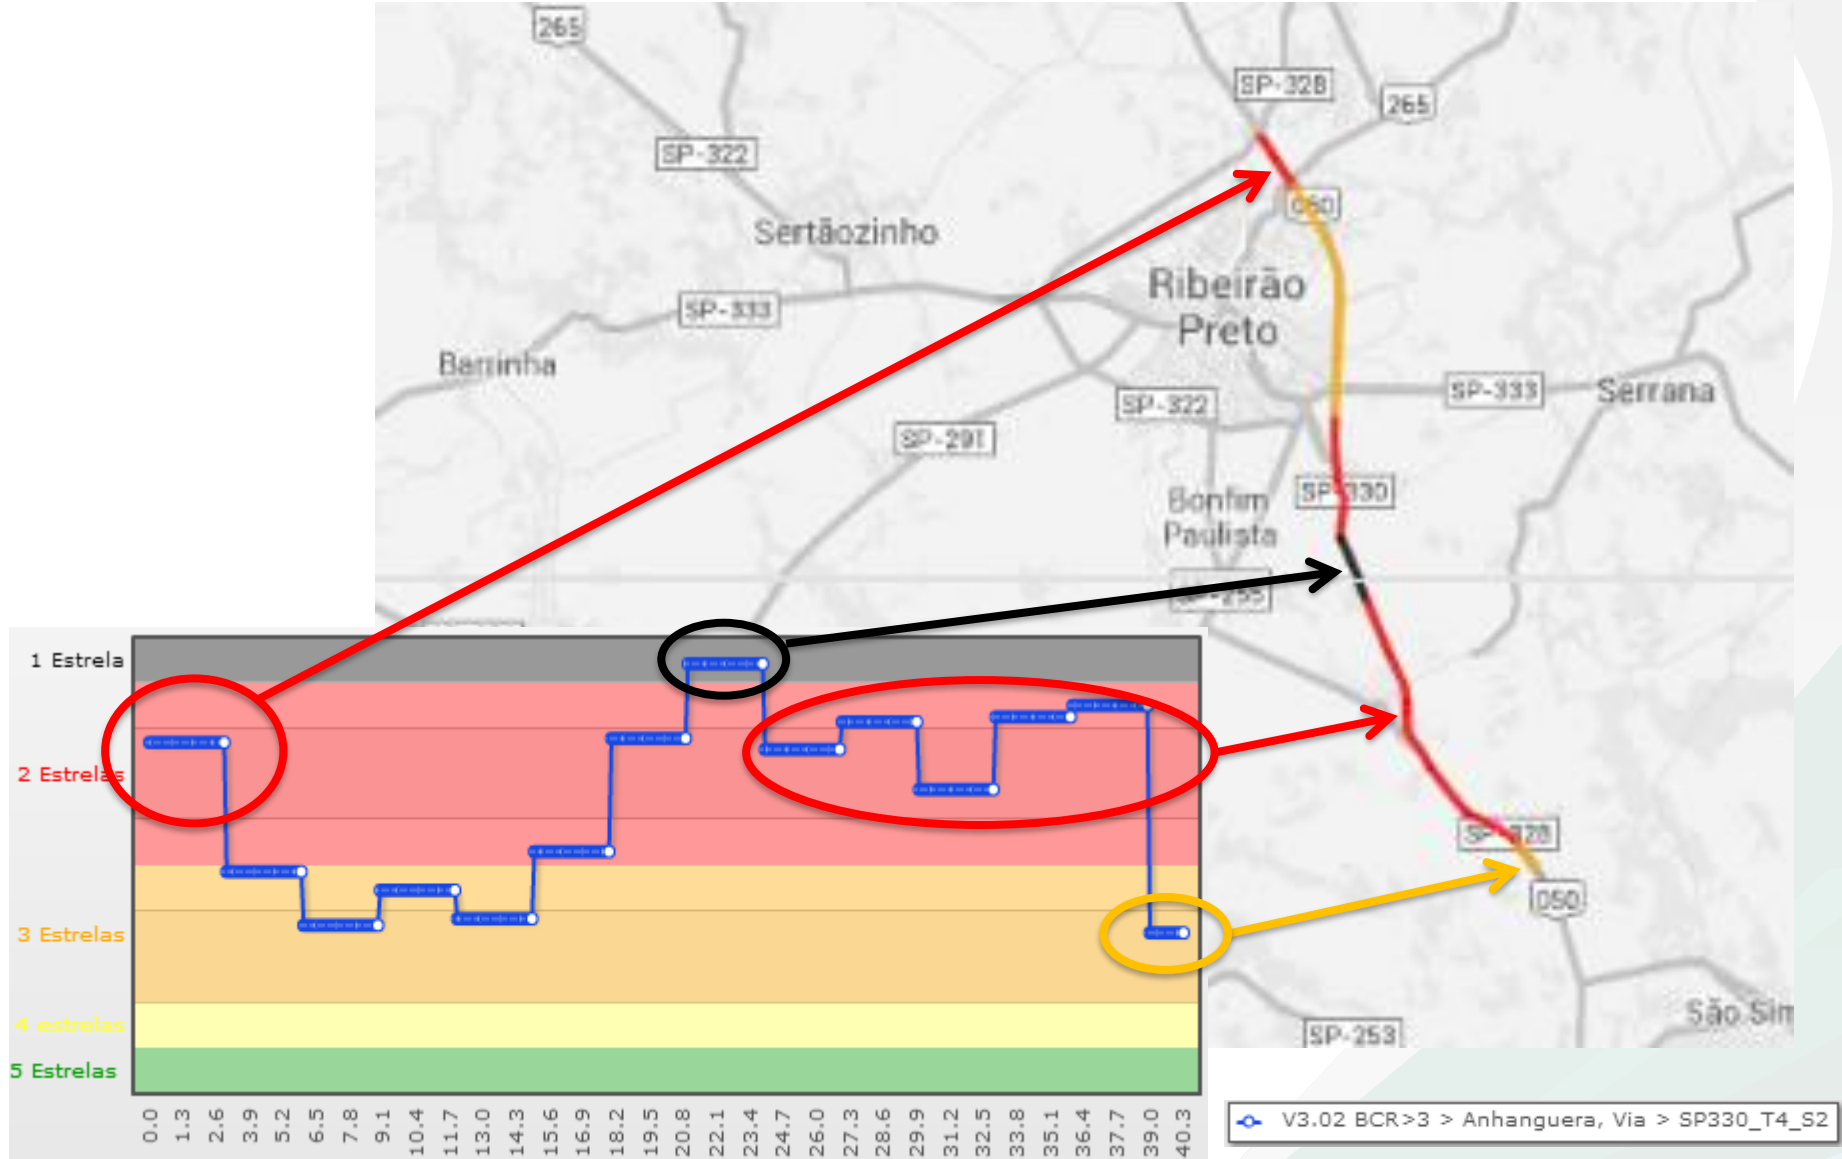 265
SP-328
265
SP-322
050
Sertãozinho
Ribeirão
Preto
SP-333
Barrinha
SP-322
SP-333
Serrana
SP-291
SP-330
Bonfim
Paulista
SP-255
SP-328
050
São Sim
SP-253
1 Estrela
2 Estrelas
3 Estrelas
4 estrelas
5 Estrelas
0.0
1.3
2.6
3.9
5.2
6.5
7.8
9.1
10.4
11.7
13.0
14.3
15.6
16.9
18.2
19.5
20.8
22.1
23.4
24.7
26.0
27.3
28.6
29.9
31.2
32.5
33.8
35.1
36.4
37.7
39.0
40.3
V3.02 BCR>3 > Anhanguera, Via > SP330_T4_S2